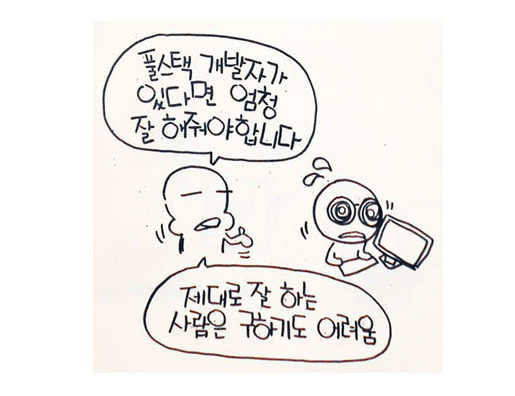 풀스택 개발자가
있다면 엄청
잘 해줘야합니다
제대로 잘 하는
사람은 구하기도 어려움